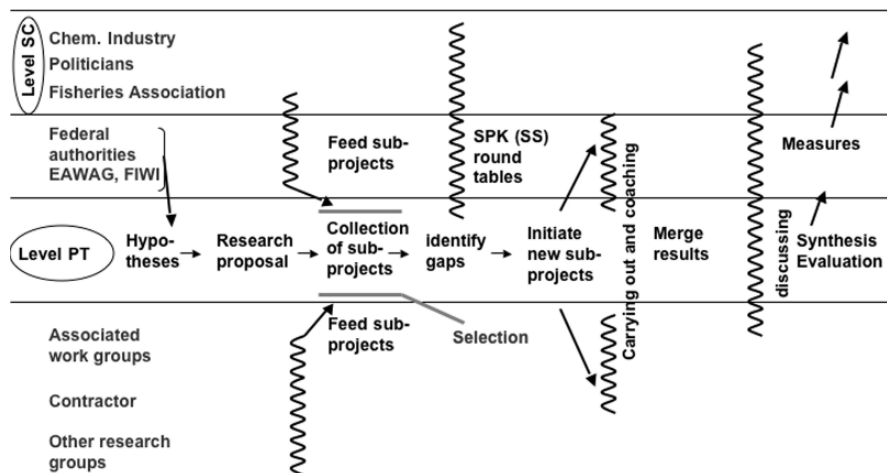 Level SC
Chem. Industry
Politicians
Fisheries Association
Federal
authorities
EAWAG, FIWI
Feed sub-
projects
SPK (SS)
round
tables
Measures
Level PT
Hypo-
theses
Research
proposal
Collection
of sub-
projects
identify
gaps
Initiate
new sub-
projects
Carrying out and coaching
Merge
results
discussing
Synthesis
Evaluation
Associated
work groups
Feed sub-
projects
Selection
Contractor
Other research
groups